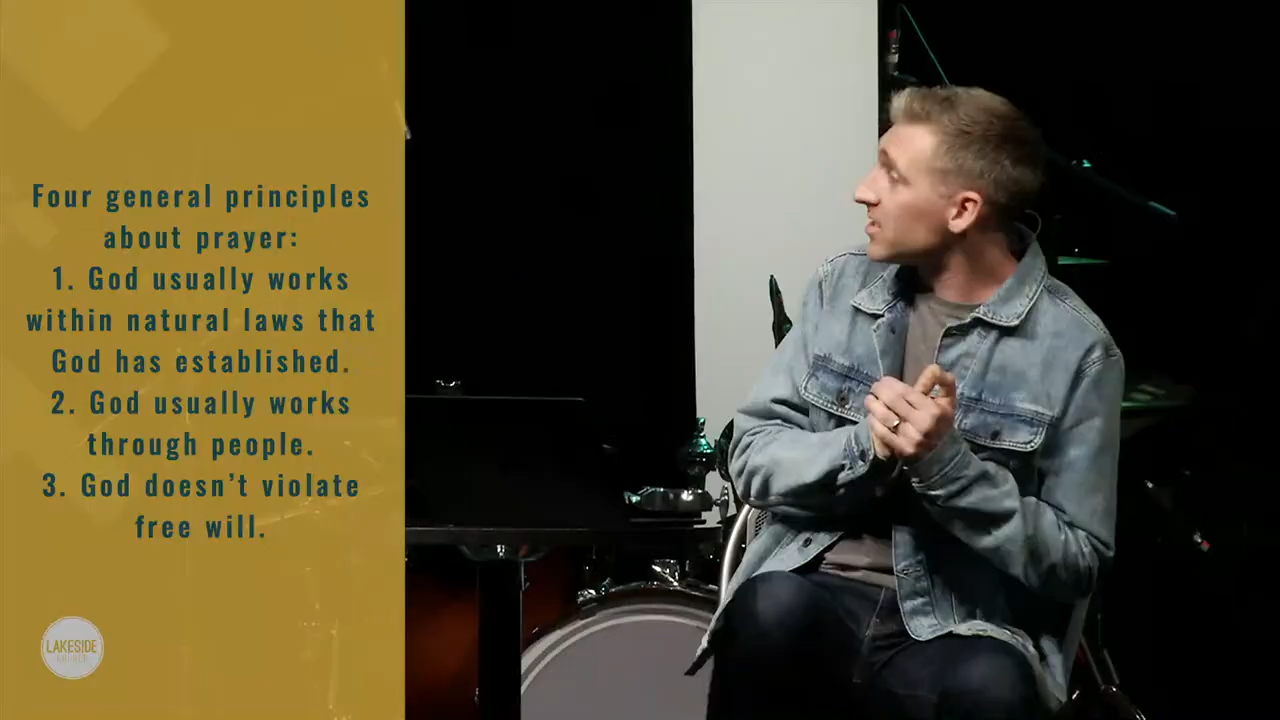 Four general principles
about prayer:
1. God usually works
within natural laws that
God has established.
2. God usually works
through people.
3. God doesn’t violate
free will.
LAKESIDE
CHURCH